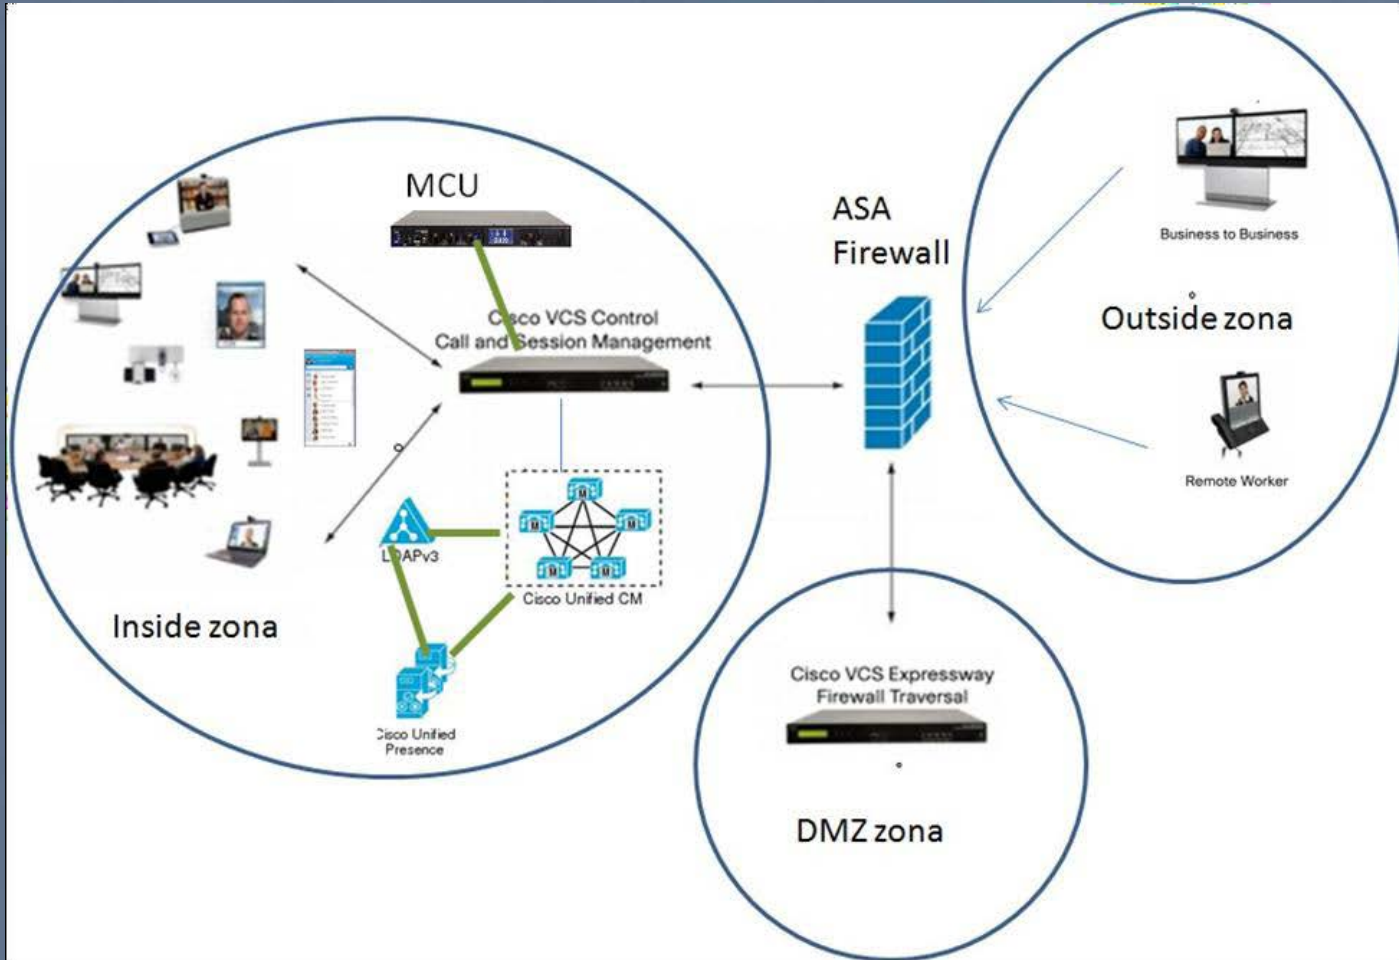 MCU
Cisco VCS Control
Call and Session Management
LDAPv3
Cisco Unified CM
Inside zona
Cisco Unified
Presence
ASA
Firewall
Business to Business
Outside zona
Remote Worker
Cisco VCS Expressway
Firewall Traversal
DMZ zona